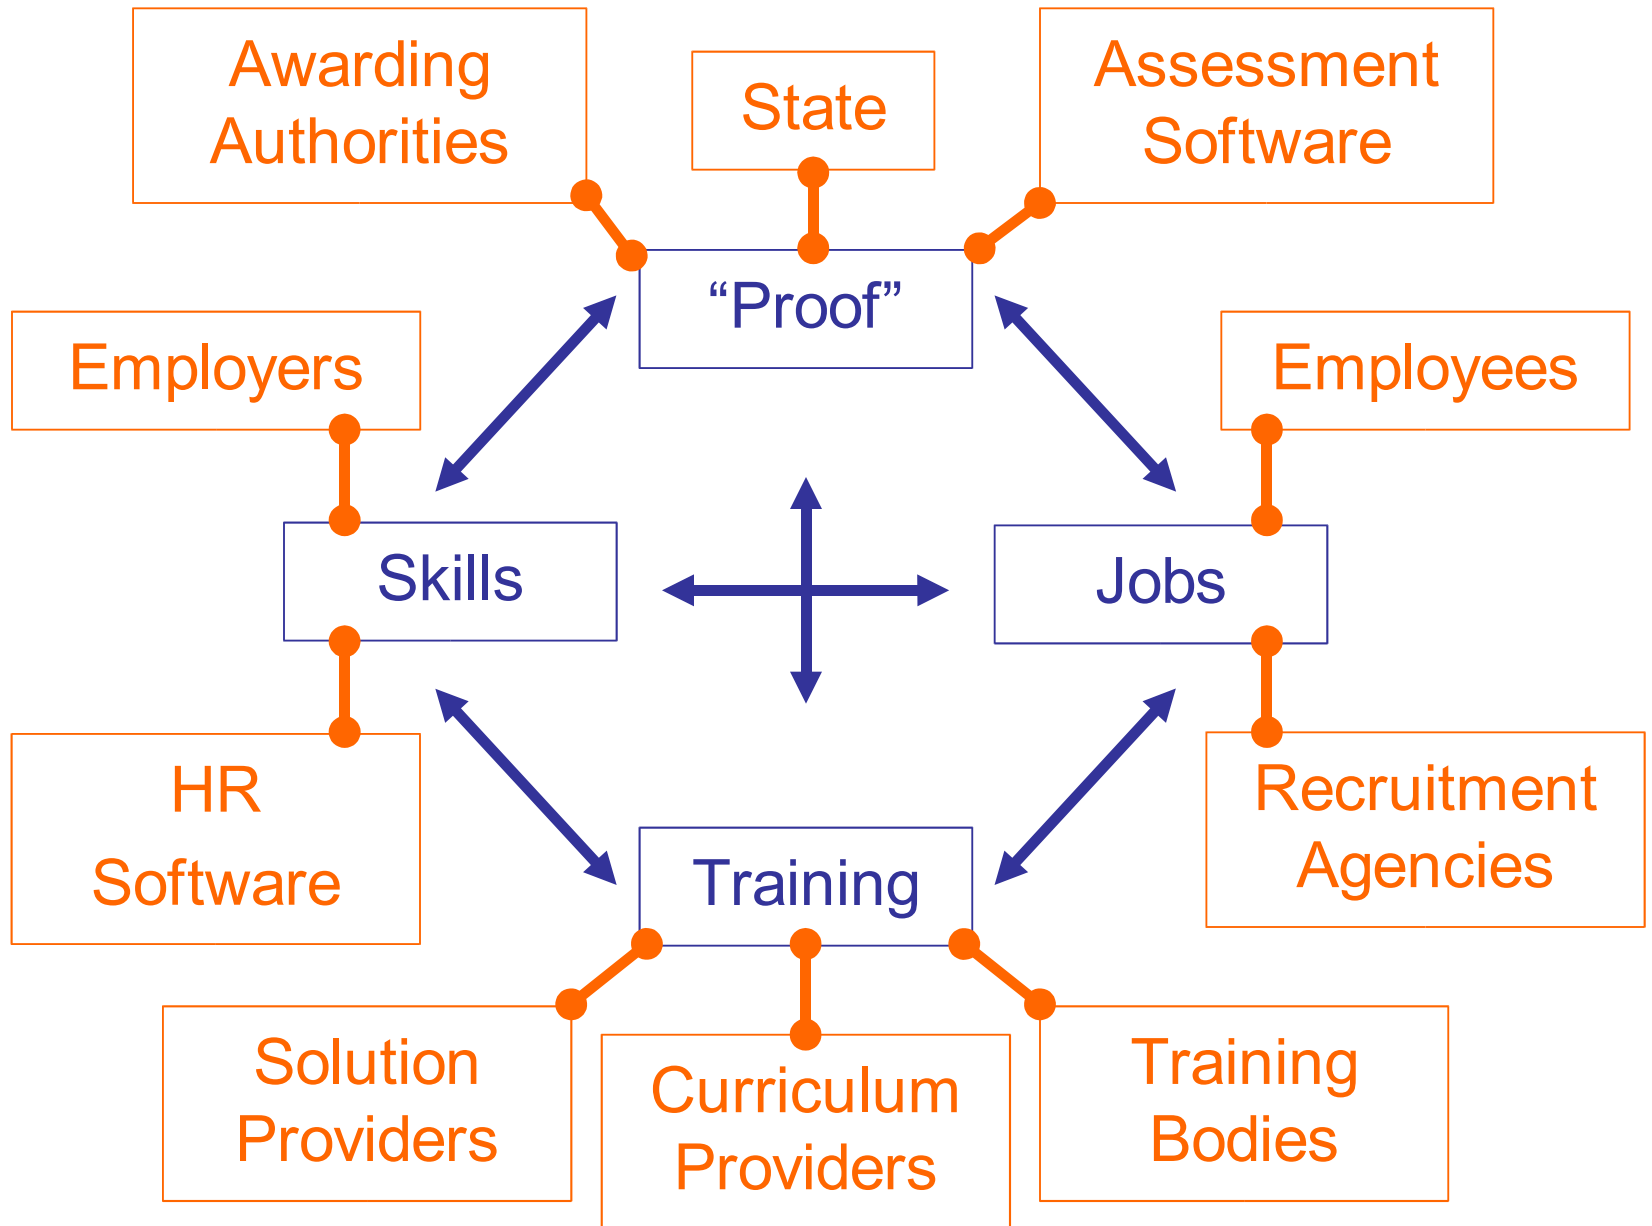 Awarding
Authorities
State
Assessment
Software
“Proof”
Employers
Employees
Skills
Jobs
HR
Software
Recruitment
Agencies
Training
Solution
Providers
Curriculum
Providers
Training
Bodies